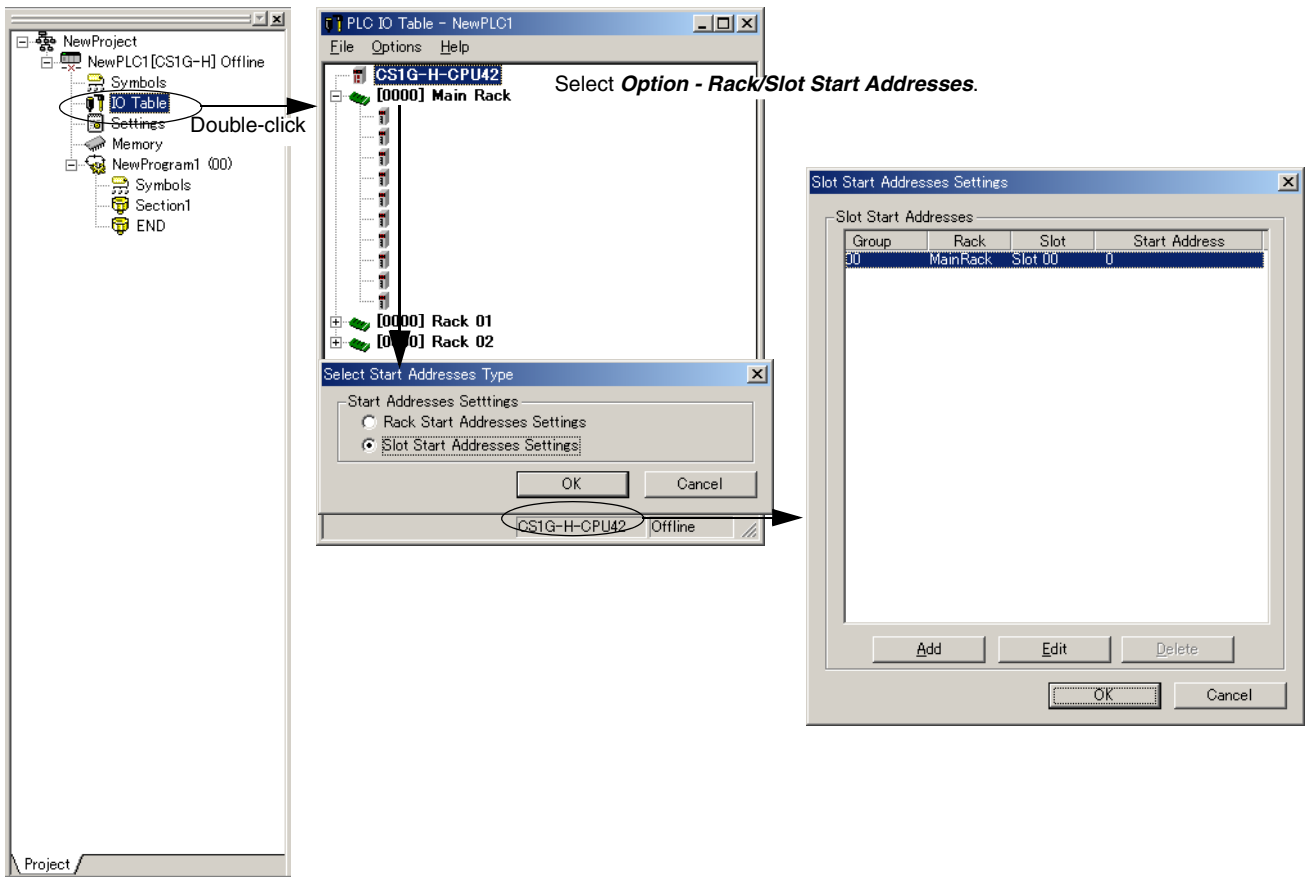 NewProject
NewPLC1[CS1G-H] Offline
Symbols
IO Table
Settings
Memory
NewProgram1 (00)
Symbols
Section1
END
Project
Double-click
PLC IO Table - NewPLC1
File Options Help
CS1G-H-CPU42
[0000] Main Rack
[0000] Rack 01
[0000] Rack 02
Select Option - Rack/Slot Start Addresses.
Select Start Addresses Type
Start Addresses Setttings
Rack Start Addresses Settings
Slot Start Addresses Settings
OK Cancel
CS1G-H-CPU42 Offline
Slot Start Addresses Settings
Slot Start Addresses
Group Rack Slot Start Address
00 MainRack Slot 00 0
Add Edit Delete
OK Cancel